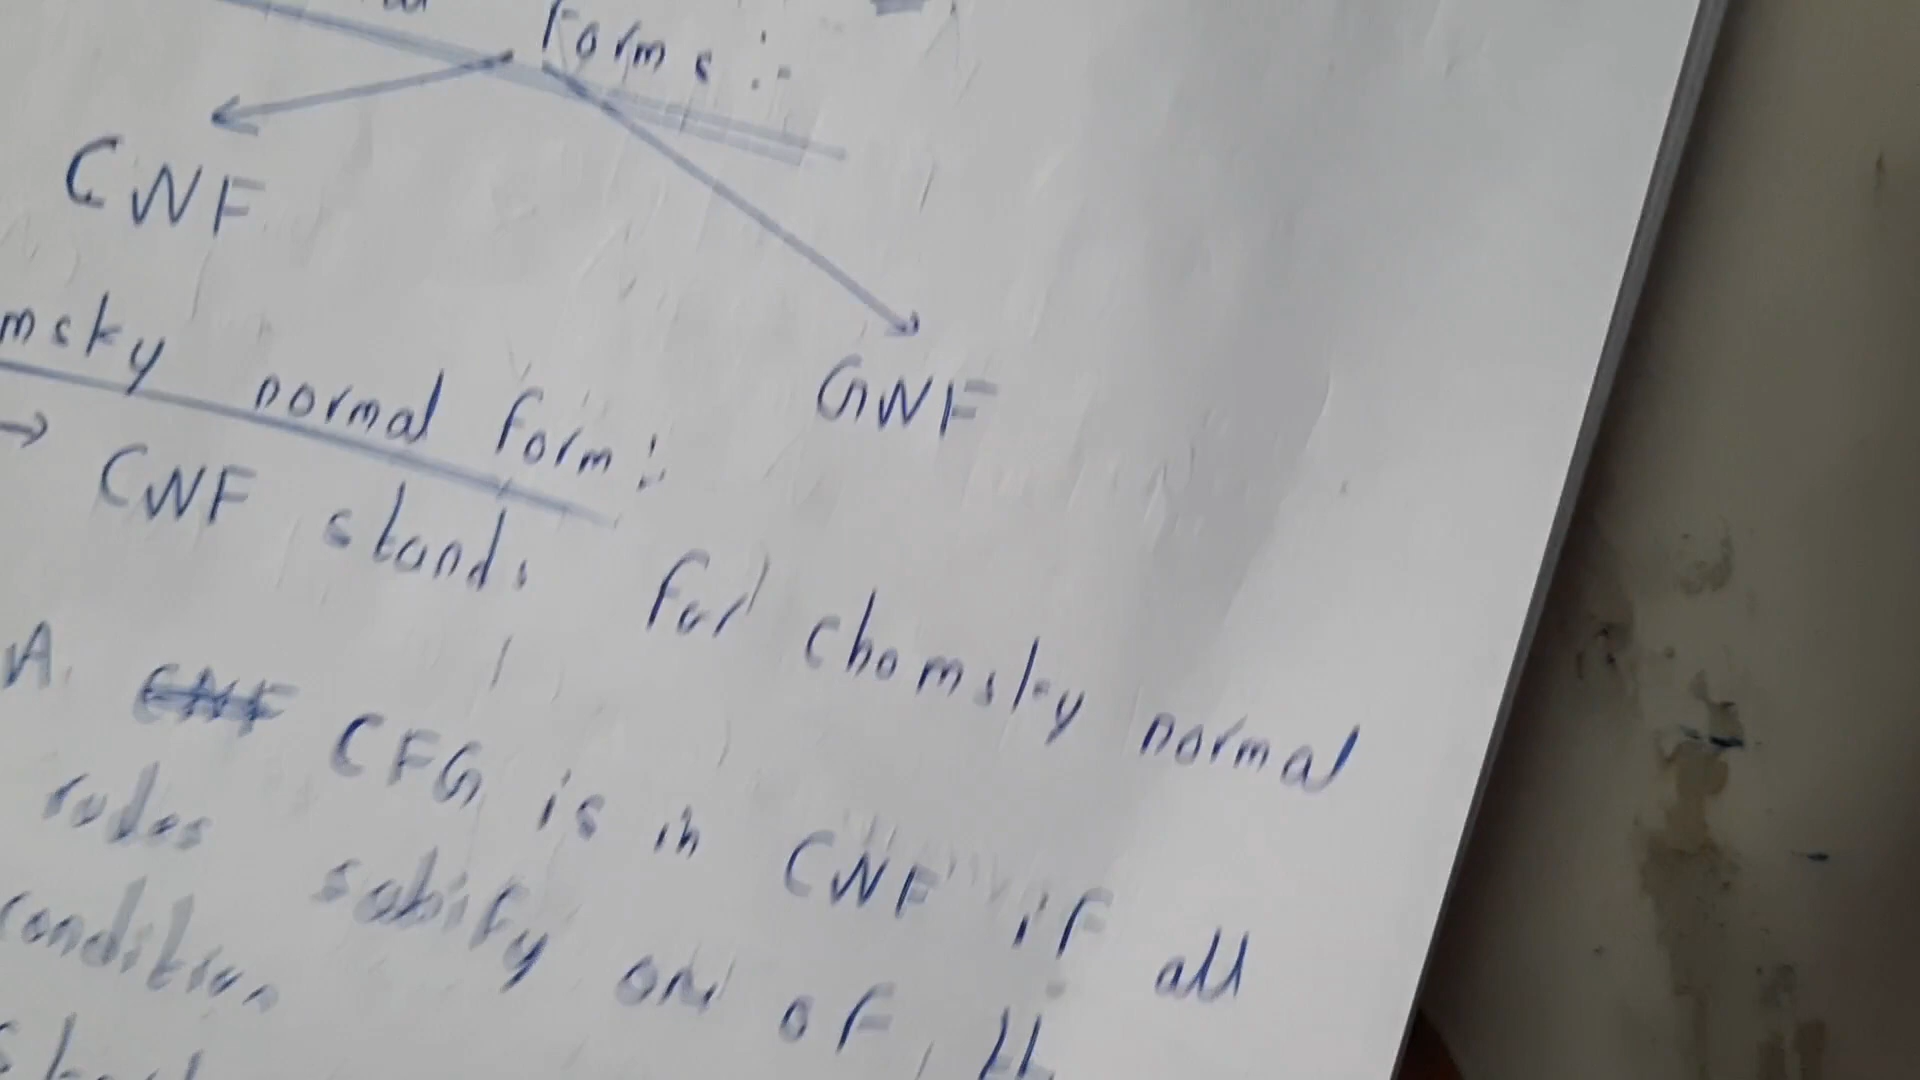 Forms :-
CNF
GNF
msky normal form :-
→ CNF stands for chomsky normal
A CFG is in CNF if all
rules satisfy one of
condition